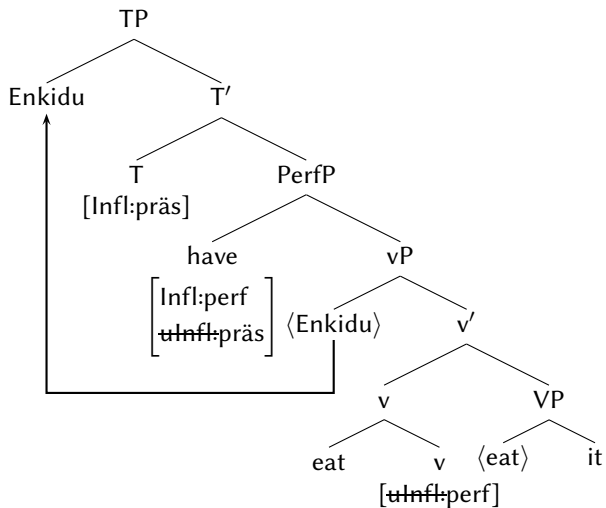 TP
Enkidu T′
T PerfP
[Infl:präs]
have vP
[Infl:perf
uInfl:präs] ⟨Enkidu⟩ v′
v VP
eat v ⟨eat⟩ it
[uInfl:perf]